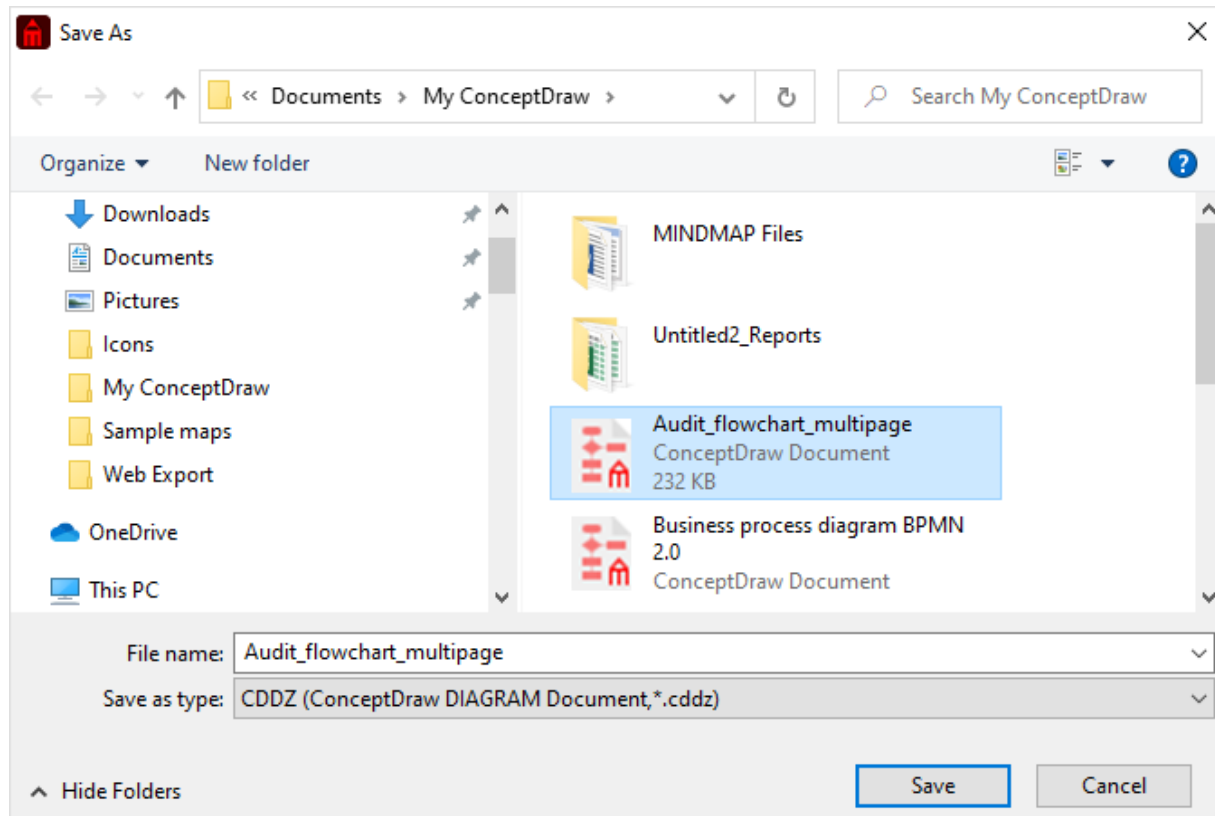 Save As
« Documents > My ConceptDraw >
Search My ConceptDraw
Organize
New folder
?
Downloads
Documents
Pictures
Icons
My ConceptDraw
Sample maps
Web Export
OneDrive
This PC
MINDMAP Files
Untitled2_Reports
Audit_flowchart_multipage
ConceptDraw Document
232 KB
Business process diagram BPMN
2.0
ConceptDraw Document
File name: Audit_flowchart_multipage
Save as type: CDDZ (ConceptDraw DIAGRAM Document,*.cddz)
Hide Folders
Save
Cancel